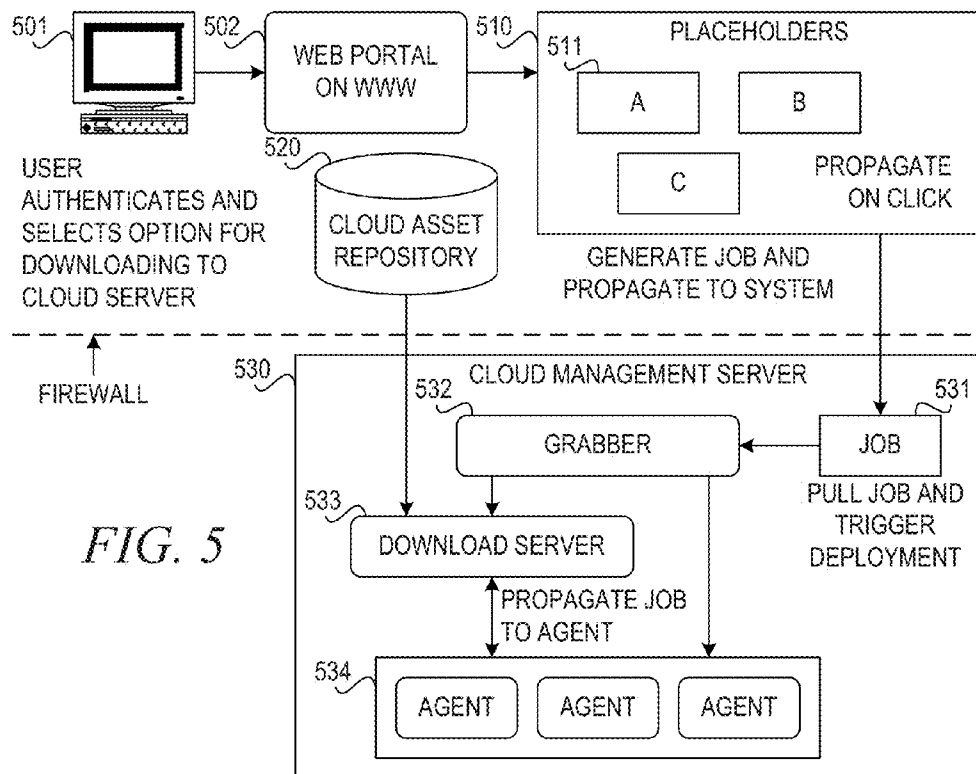 501
502
WEB PORTAL
ON WWW
510
PLACEHOLDERS
511
A
B
C
PROPAGATE
ON CLICK
USER
AUTHENTICATES AND
SELECTS OPTION FOR
DOWNLOADING TO
CLOUD SERVER
520
CLOUD ASSET
REPOSITORY
GENERATE JOB AND
PROPAGATE TO SYSTEM
FIREWALL
530
CLOUD MANAGEMENT SERVER
532
GRABBER
531
JOB
PULL JOB AND
TRIGGER
DEPLOYMENT
533
DOWNLOAD SERVER
FIG. 5
PROPAGATE JOB
TO AGENT
534
AGENT
AGENT
AGENT